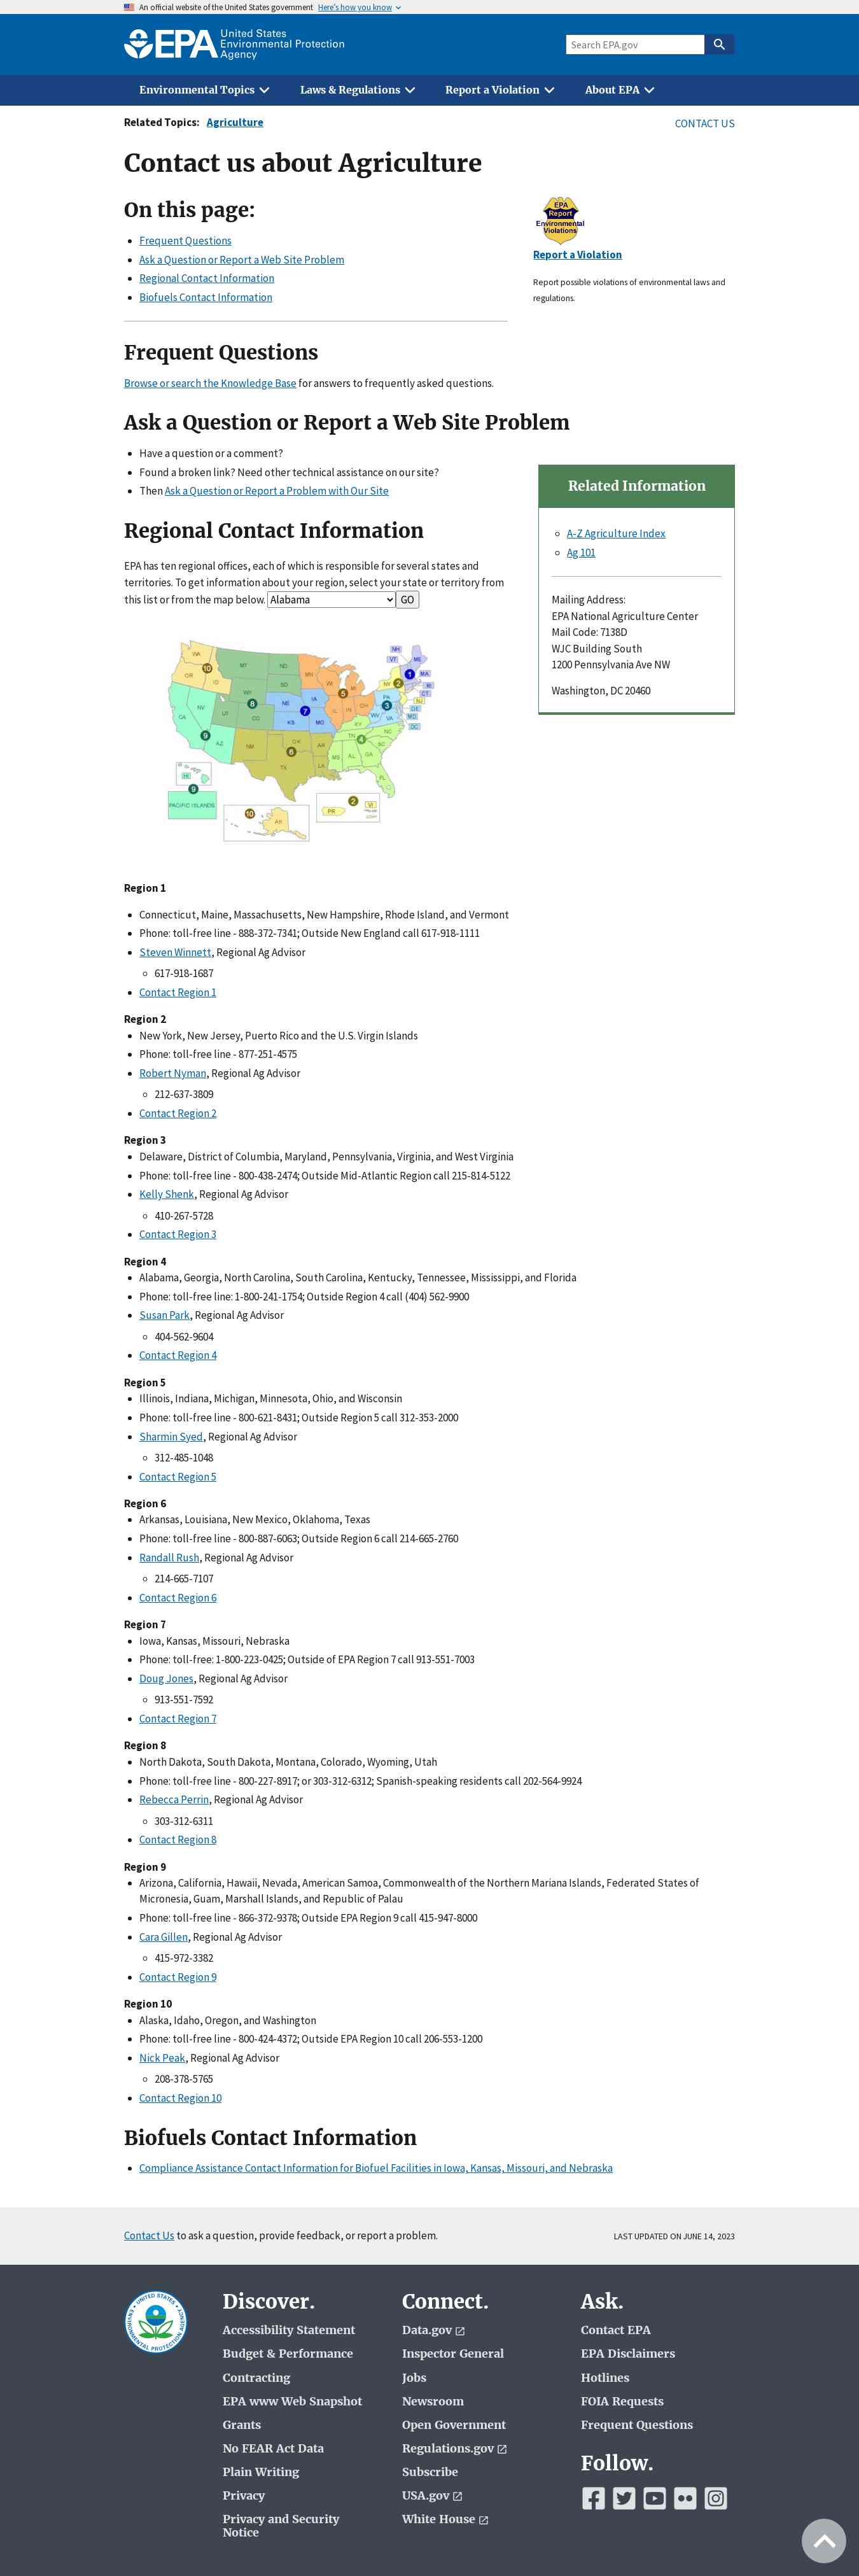 An official website of the United States government Here's how you know
EPA United States
Environmental Protection
Agency
Search EPA.gov
Environmental Topics Laws & Regulations Report a Violation About EPA
Related Topics: Agriculture CONTACT US
Contact us about Agriculture
On this page:
Frequent Questions
Ask a Question or Report a Web Site Problem
Regional Contact Information
Biofuels Contact Information
EPA
Report
Environmental
Violations
Report a Violation
Report possible violations of environmental laws and
regulations.
Frequent Questions
Browse or search the Knowledge Base for answers to frequently asked questions.
Ask a Question or Report a Web Site Problem
Have a question or a comment?
Found a broken link? Need other technical assistance on our site?
Then Ask a Question or Report a Problem with Our Site
Related Information
A-Z Agriculture Index
Ag 101
Mailing Address:
EPA National Agriculture Center
Mail Code: 7138D
WJC Building South
1200 Pennsylvania Ave NW
Washington, DC 20460
Regional Contact Information
EPA has ten regional offices, each of which is responsible for several states and
territories. To get information about your region, select your state or territory from
this list or from the map below. Alabama GO
WA
OR
ID
10
MT
ND
SD
WY
8
UT
CO
NV
CA
AZ
9
NM
TX
OK
6
AR
LA
NE
IA
7
KS
MO
MN
WI
MI
5
IL
IN
OH
KY
TN
NC
4
SC
MS
AL
GA
FL
PA
3
WV
VA
NY
2
NH
VT
ME
1
MA
RI
CT
NJ
DE
MD
DC
HI
9
PACIFIC ISLANDS
10
AK
2
PR
VI
Region 1
Connecticut, Maine, Massachusetts, New Hampshire, Rhode Island, and Vermont
Phone: toll-free line - 888-372-7341; Outside New England call 617-918-1111
Steven Winnett, Regional Ag Advisor
617-918-1687
Contact Region 1
Region 2
New York, New Jersey, Puerto Rico and the U.S. Virgin Islands
Phone: toll-free line - 877-251-4575
Robert Nyman, Regional Ag Advisor
212-637-3809
Contact Region 2
Region 3
Delaware, District of Columbia, Maryland, Pennsylvania, Virginia, and West Virginia
Phone: toll-free line - 800-438-2474; Outside Mid-Atlantic Region call 215-814-5122
Kelly Shenk, Regional Ag Advisor
410-267-5728
Contact Region 3
Region 4
Alabama, Georgia, North Carolina, South Carolina, Kentucky, Tennessee, Mississippi, and Florida
Phone: toll-free line: 1-800-241-1754; Outside Region 4 call (404) 562-9900
Susan Park, Regional Ag Advisor
404-562-9604
Contact Region 4
Region 5
Illinois, Indiana, Michigan, Minnesota, Ohio, and Wisconsin
Phone: toll-free line - 800-621-8431; Outside Region 5 call 312-353-2000
Sharmin Syed, Regional Ag Advisor
312-485-1048
Contact Region 5
Region 6
Arkansas, Louisiana, New Mexico, Oklahoma, Texas
Phone: toll-free line - 800-887-6063; Outside Region 6 call 214-665-2760
Randall Rush, Regional Ag Advisor
214-665-7107
Contact Region 6
Region 7
Iowa, Kansas, Missouri, Nebraska
Phone: toll-free: 1-800-223-0425; Outside of EPA Region 7 call 913-551-7003
Doug Jones, Regional Ag Advisor
913-551-7592
Contact Region 7
Region 8
North Dakota, South Dakota, Montana, Colorado, Wyoming, Utah
Phone: toll-free line - 800-227-8917; or 303-312-6312; Spanish-speaking residents call 202-564-9924
Rebecca Perrin, Regional Ag Advisor
303-312-6311
Contact Region 8
Region 9
Arizona, California, Hawaii, Nevada, American Samoa, Commonwealth of the Northern Mariana Islands, Federated States of
Micronesia, Guam, Marshall Islands, and Republic of Palau
Phone: toll-free line - 866-372-9378; Outside EPA Region 9 call 415-947-8000
Cara Gillen, Regional Ag Advisor
415-972-3382
Contact Region 9
Region 10
Alaska, Idaho, Oregon, and Washington
Phone: toll-free line - 800-424-4372; Outside EPA Region 10 call 206-553-1200
Nick Peak, Regional Ag Advisor
208-378-5765
Contact Region 10
Biofuels Contact Information
Compliance Assistance Contact Information for Biofuel Facilities in Iowa, Kansas, Missouri, and Nebraska
Contact Us to ask a question, provide feedback, or report a problem. LAST UPDATED ON JUNE 14, 2023
UNITED STATES
ENVIRONMENTAL PROTECTION AGENCY
Discover.
Accessibility Statement
Budget & Performance
Contracting
EPA www Web Snapshot
Grants
No FEAR Act Data
Plain Writing
Privacy
Privacy and Security
Notice
Connect.
Data.gov
Inspector General
Jobs
Newsroom
Open Government
Regulations.gov
Subscribe
USA.gov
White House
Ask.
Contact EPA
EPA Disclaimers
Hotlines
FOIA Requests
Frequent Questions
Follow.